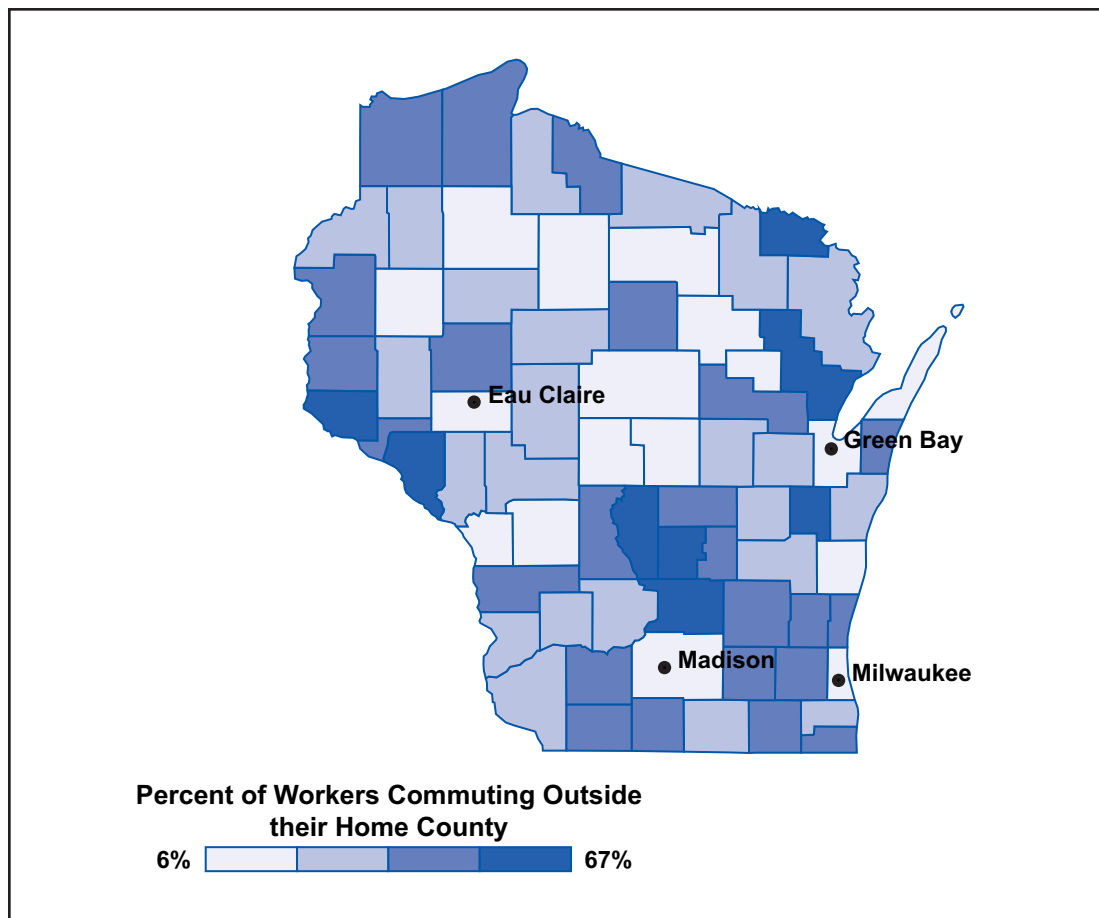 Eau Claire
Green Bay
Madison
Milwaukee
Percent of Workers Commuting Outside
their Home County
6% 67%